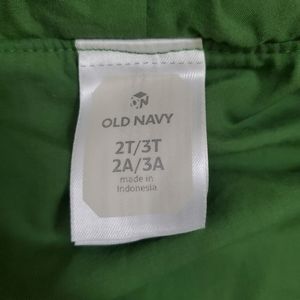 ON
OLD NAVY
2T/3T
2A/3A
made in
Indonesia